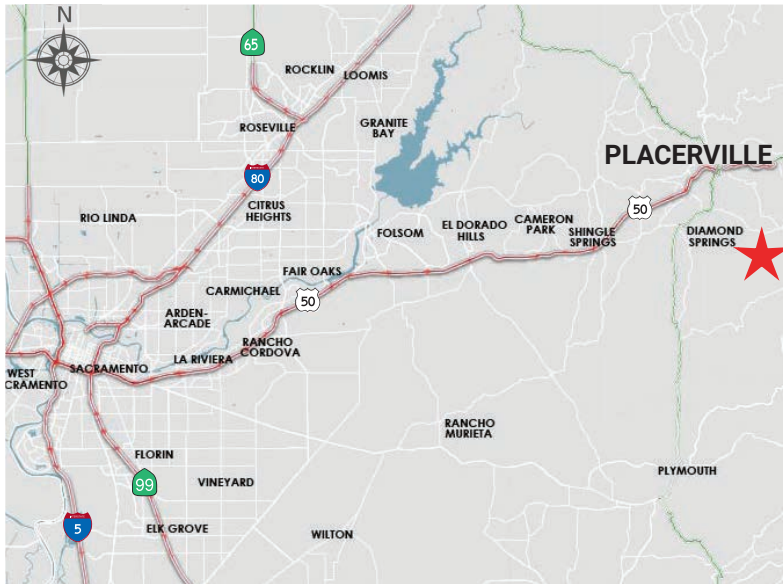 N
65
ROCKLIN
LOOMIS
ROSEVILLE
GRANITE
BAY
PLACERVILLE
80
CITRUS
HEIGHTS
RIO LINDA
50
CAMERON
PARK
EL DORADO
HILLS
SHINGLE
SPRINGS
DIAMOND
SPRINGS
FOLSOM
FAIR OAKS
CARMICHAEL
50
ARDEN-
ARCADE
RANCHO
CORDOVA
LA RIVIERA
SACRAMENTO
WEST
CRAMENTO
RANCHO
MURIETA
FLORIN
PLYMOUTH
99
VINEYARD
5
ELK GROVE
WILTON